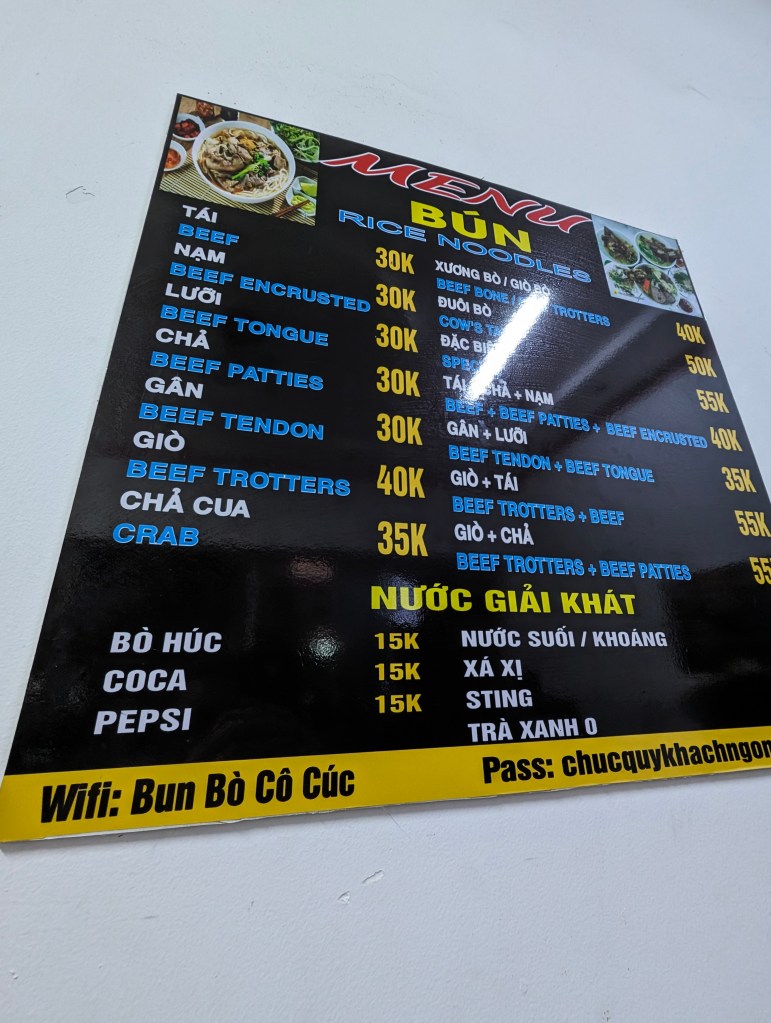 MENU
BÚN
RICE NOODLES
TÁI
BEEF 30K
NẠM
BEEF ENCRUSTED 30K
LƯỠI
BEEF TONGUE 30K
CHẢ
BEEF PATTIES 30K
GÂN
BEEF TENDON 30K
GIÒ
BEEF TROTTERS 40K
CHẢ CUA
CRAB 35K
XƯƠNG BÒ / GIÒ BÒ
BEEF BONE / TROTTERS 40K
ĐUÔI BÒ
COW'S 50K
ĐẶC
55K
TÁI CHẢ + NẠM
BEEF + BEEF PATTIES + BEEF ENCRUSTED 40K
GÂN + LƯỠI
BEEF TENDON + BEEF TONGUE 35K
GIÒ + TÁI
BEEF TROTTERS + BEEF 55K
GIÒ + CHẢ
BEEF TROTTERS + BEEF PATTIES
NƯỚC GIẢI KHÁT
BÒ HÚC 15K
COCA 15K
PEPSI 15K
NƯỚC SUỐI / KHOÁNG
XÁ XỊ
STING
TRÀ XANH 0
Wifi: Bun Bò Cô Cúc
Pass: chucquykhachngon